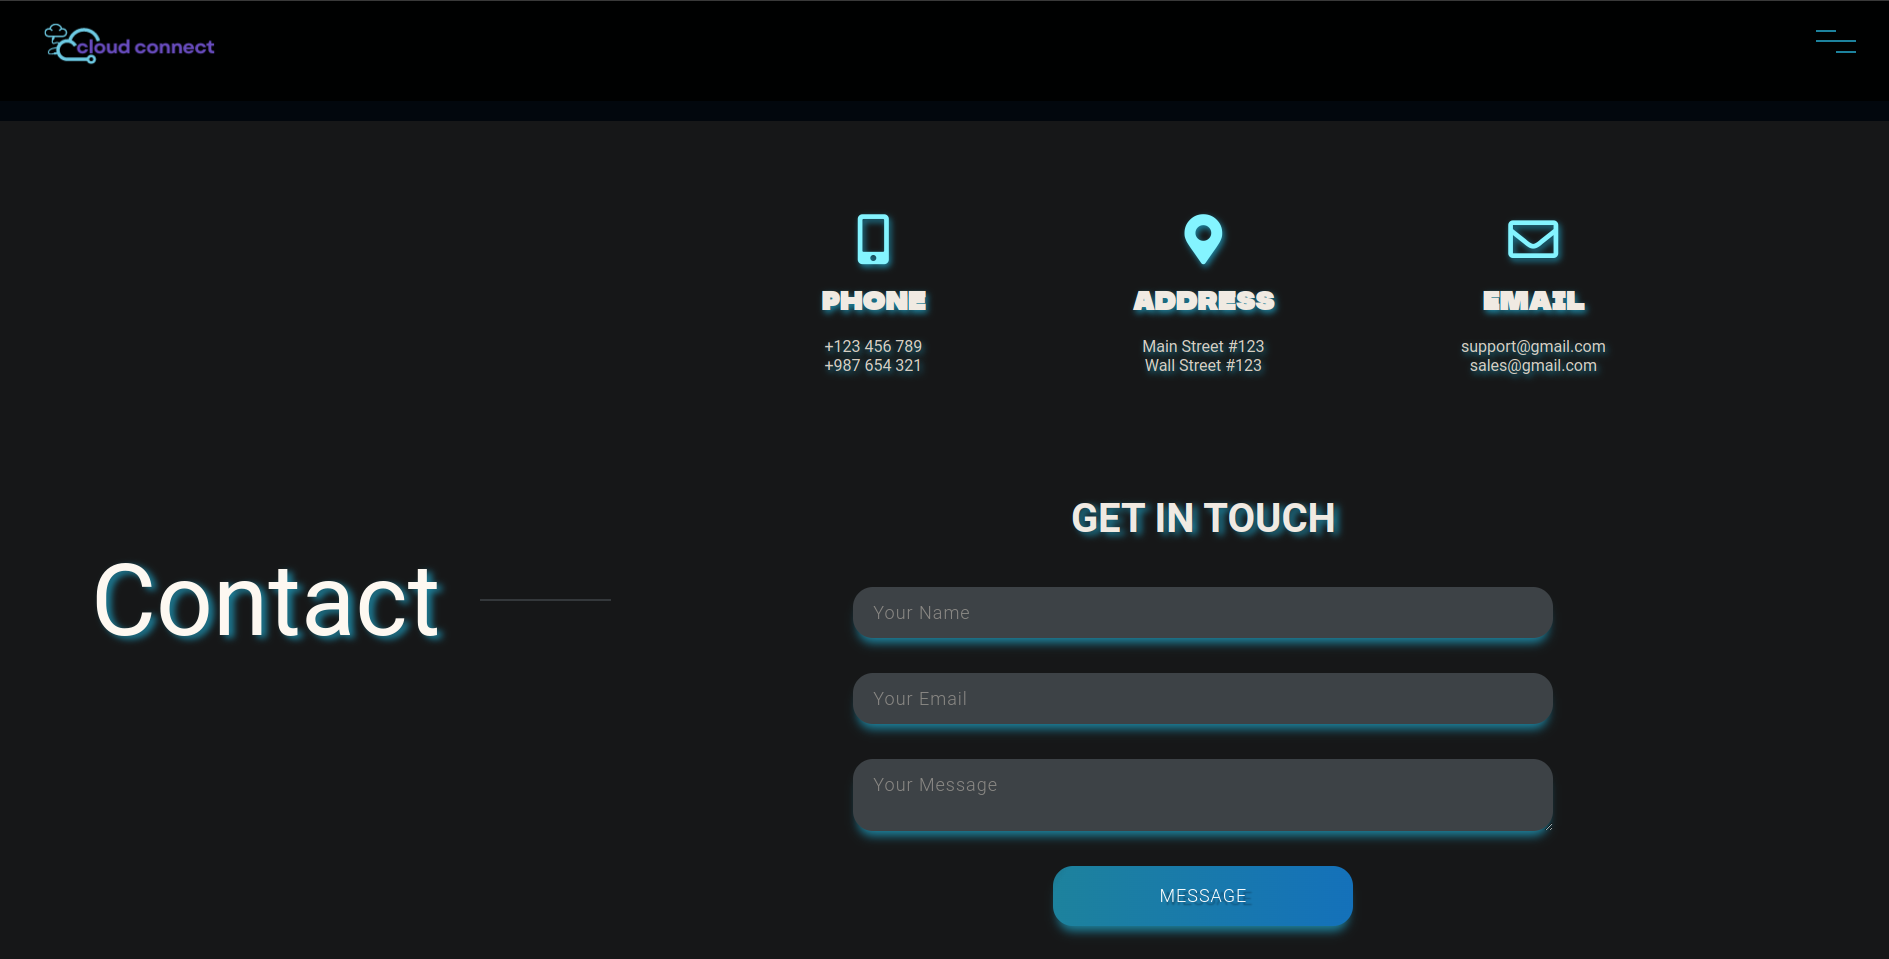 cloud connect
PHONE
+123 456 789
+987 654 321
ADDRESS
Main Street #123
Wall Street #123
EMAIL
support@gmail.com
sales@gmail.com
Contact
GET IN TOUCH
Your Name
Your Email
Your Message
MESSAGE